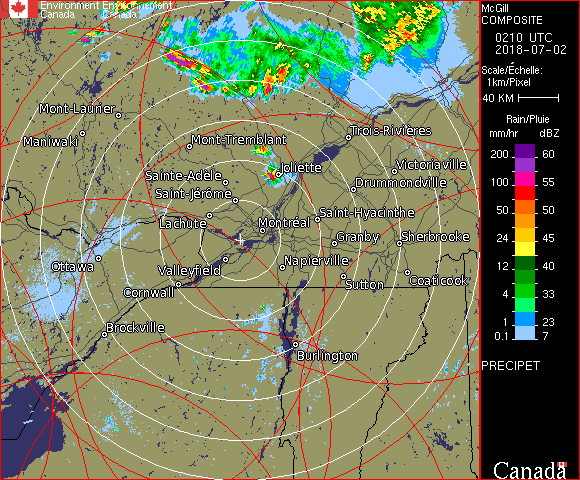 Environment Environnement
Canada Canada
McGill
COMPOSITE
0210 UTC
2018-07-02
Scale/Échelle:
1km/Pixel
40 KM
Rain/Pluie
mm/hr dBZ
200 60
150 57
100 55
50 50
24 45
12 40
4 33
1 23
0.1 7
PRECIPET
Canada
Mont-Laurier
Maniwaki
Mont-Tremblant
Trois-Rivières
Sainte-Adèle
Joliette
Victoriaville
Saint-Jérôme
Drummondville
Lachute
Montréal
Saint-Hyacinthe
Granby
Sherbrooke
Ottawa
Valleyfield
Napierville
Cornwall
Sutton
Coaticook
Brockville
Burlington